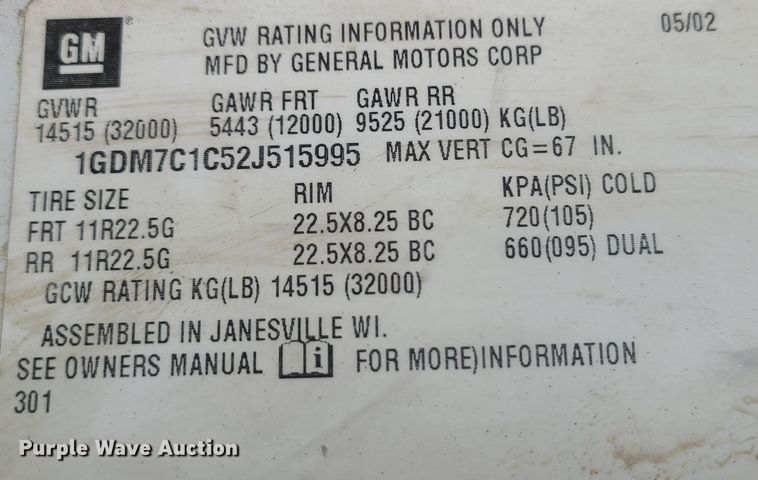 GM® GVW RATING INFORMATION ONLY 05/02
MFD BY GENERAL MOTORS CORP
GVWR GAWR FRT GAWR RR
14515 (32000) 5443 (12000) 9525 (21000) KG(LB)
1GDM7C1C52J515995 MAX VERT CG=67 IN.
TIRE SIZE RIM KPA(PSI) COLD
FRT 11R22.5G 22.5X8.25 BC 720(105)
RR 11R22.5G 22.5X8.25 BC 660(095) DUAL
GCW RATING KG(LB) 14515 (32000)
ASSEMBLED IN JANESVILLE WI.
SEE OWNERS MANUAL i FOR MORE)INFORMATION
301
Purple Wave Auction